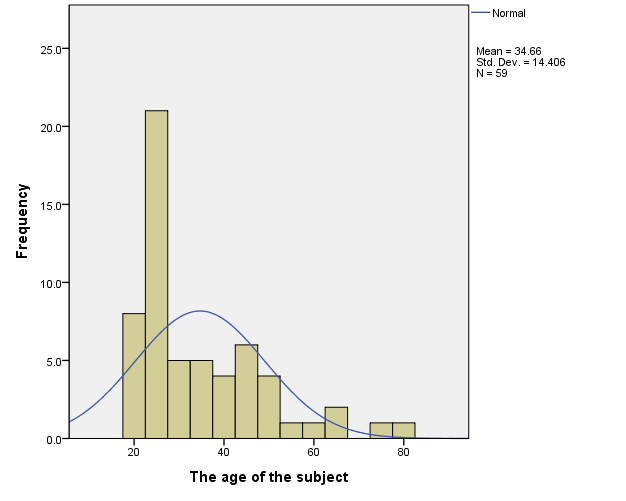 Normal
Mean = 34.66
Std. Dev. = 14.406
N = 59
25.0
20.0
15.0
10.0
5.0
0.0
Frequency
20 40 60 80
The age of the subject